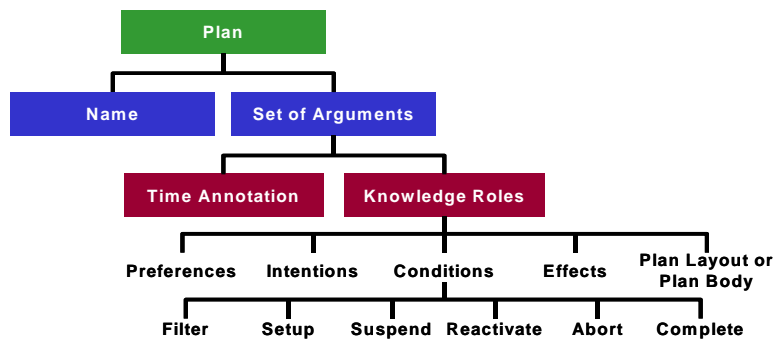 Plan
Name
Set of Arguments
Time Annotation
Knowledge Roles
Preferences
Intentions
Conditions
Effects
Plan Layout or
Plan Body
Filter
Setup
Suspend
Reactivate
Abort
Complete